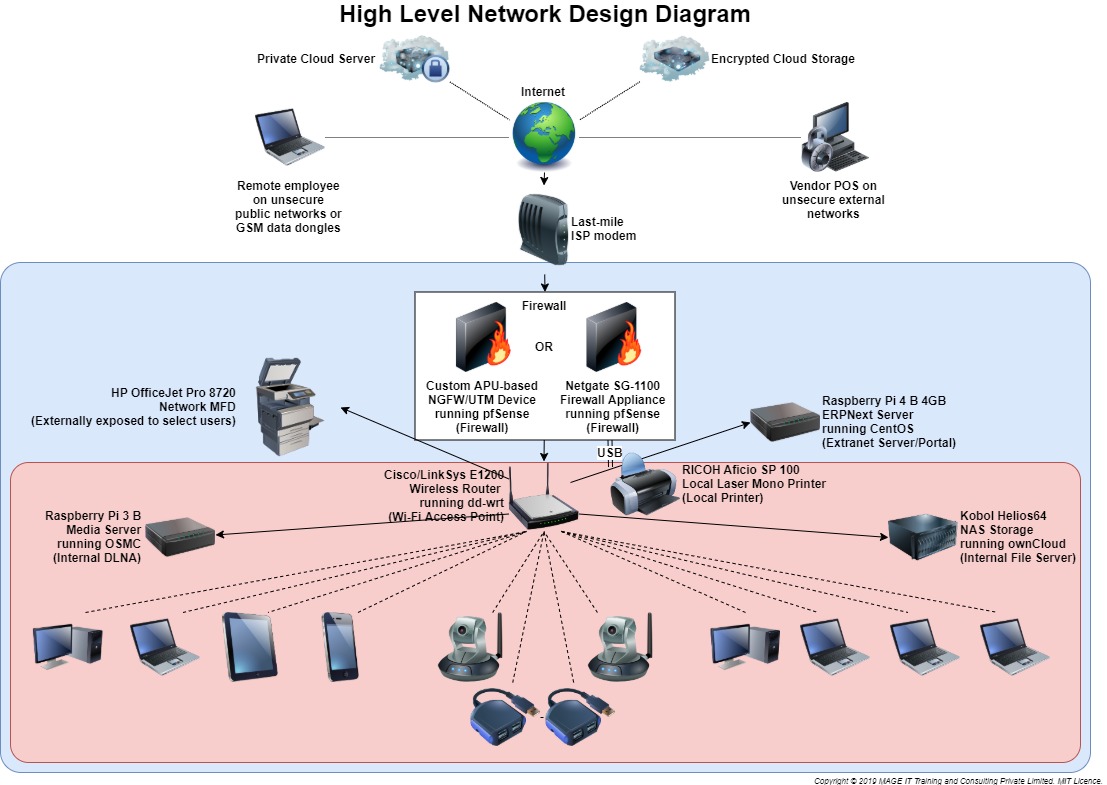 High Level Network Design Diagram
Private Cloud Server
Encrypted Cloud Storage
Internet
Remote employee
on unsecure
public networks or
GSM data dongles
Vendor POS on
unsecure external
networks
Last-mile
ISP modem
Firewall
OR
Custom APU-based
NGFW/UTM Device
running pfSense
(Firewall)
Netgate SG-1100
Firewall Appliance
running pfSense
(Firewall)
HP OfficeJet Pro 8720
Network MFD
(Externally exposed to select users)
Raspberry Pi 4 B 4GB
ERPNext Server
running CentOS
(Extranet Server/Portal)
USB
Cisco/LinkSys E1200
Wireless Router
running dd-wrt
(Wi-Fi Access Point)
RICOH Aficio SP 100
Local Laser Mono Printer
(Local Printer)
Raspberry Pi 3 B
Media Server
running OSMC
(Internal DLNA)
Kobol Helios64
NAS Storage
running ownCloud
(Internal File Server)
Copyright © 2019 MAGE IT Training and Consulting Private Limited. MIT Licence.